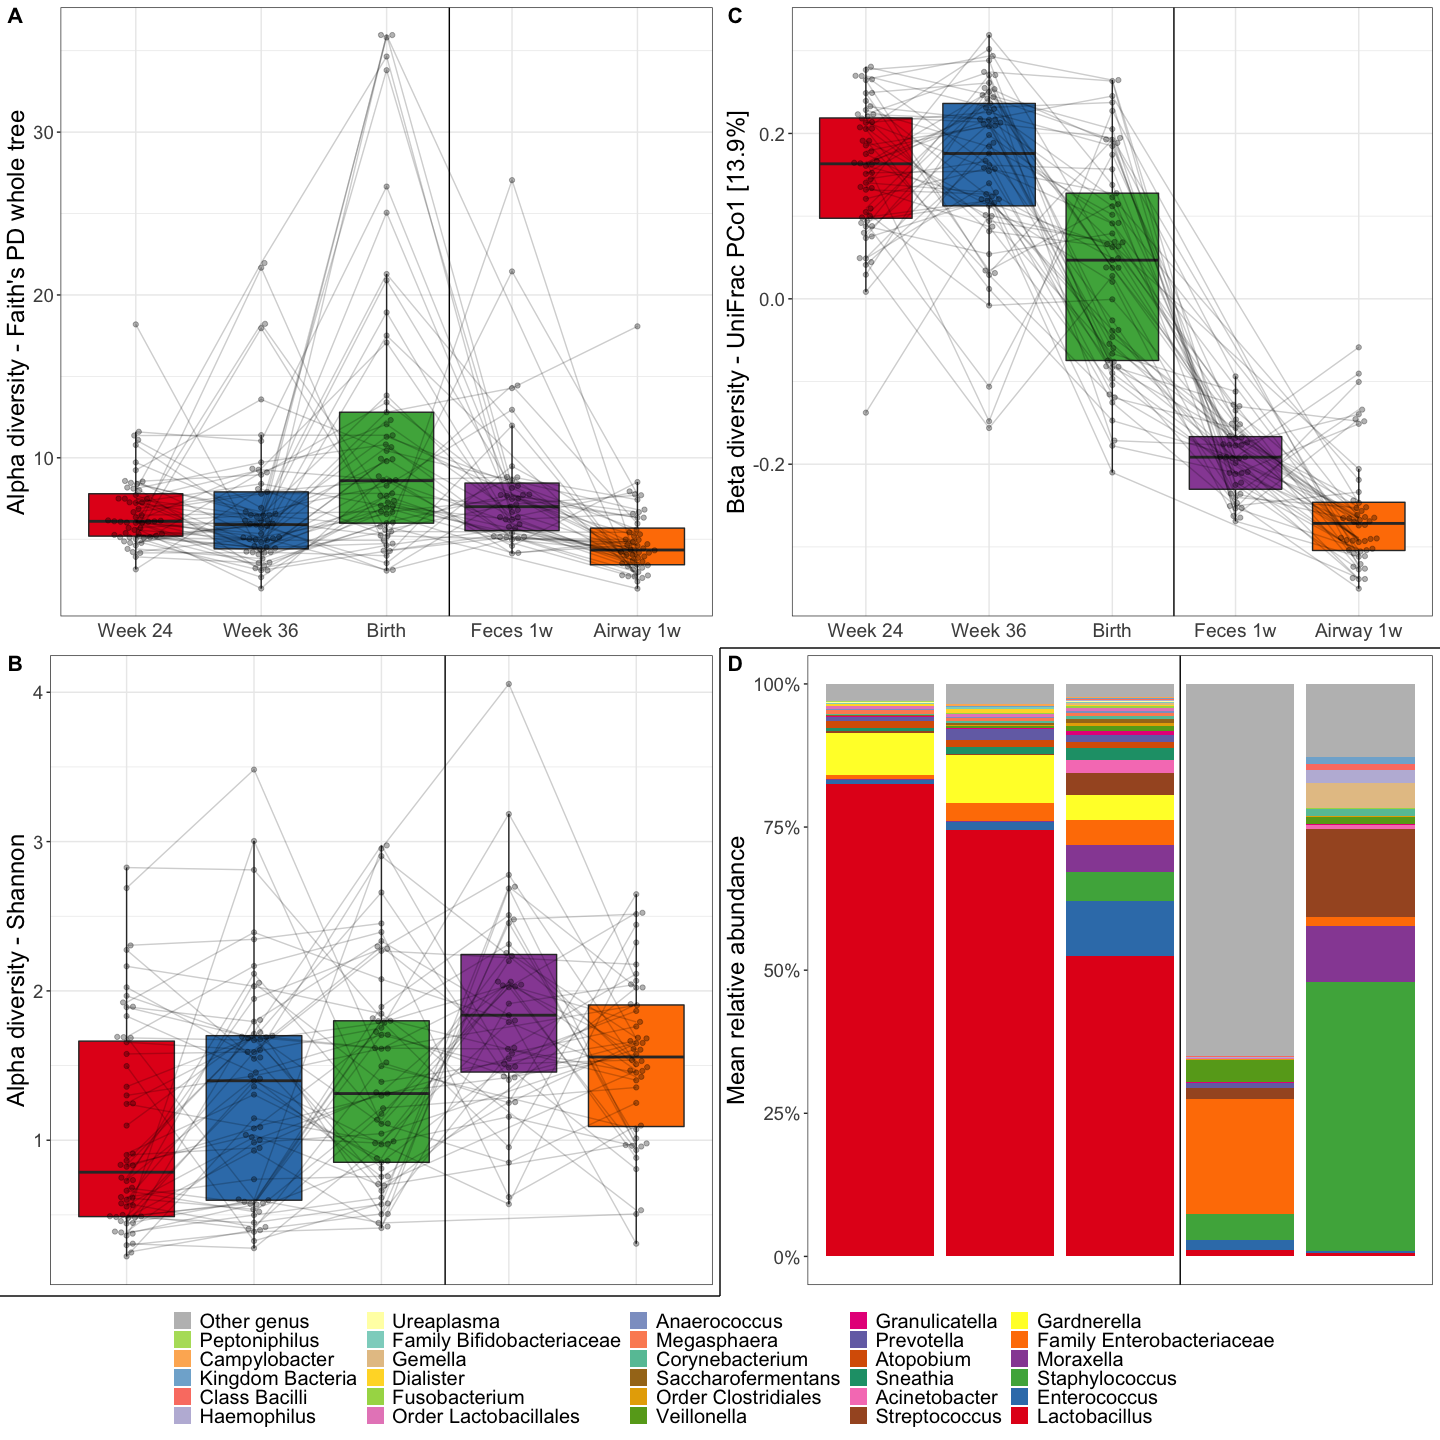 A
Alpha diversity - Faith's PD whole tree
30
20
10
Week 24
Week 36
Birth
Feces 1w
Airway 1w
C
Beta diversity - UniFrac PCo1 [13.9%]
0.2
0.0
-0.2
Week 24
Week 36
Birth
Feces 1w
Airway 1w
B
Alpha diversity - Shannon
4
3
2
1
D
Mean relative abundance
100%
75%
50%
25%
0%
Other genus
Peptoniphilus
Campylobacter
Kingdom Bacteria
Class Bacilli
Haemophilus
Ureaplasma
Family Bifidobacteriaceae
Gemella
Dialister
Fusobacterium
Order Lactobacillales
Anaerococcus
Megasphaera
Corynebacterium
Saccharofermentans
Order Clostridiales
Veillonella
Granulicatella
Prevotella
Atopobium
Sneathia
Acinetobacter
Streptococcus
Gardnerella
Family Enterobacteriaceae
Moraxella
Staphylococcus
Enterococcus
Lactobacillus